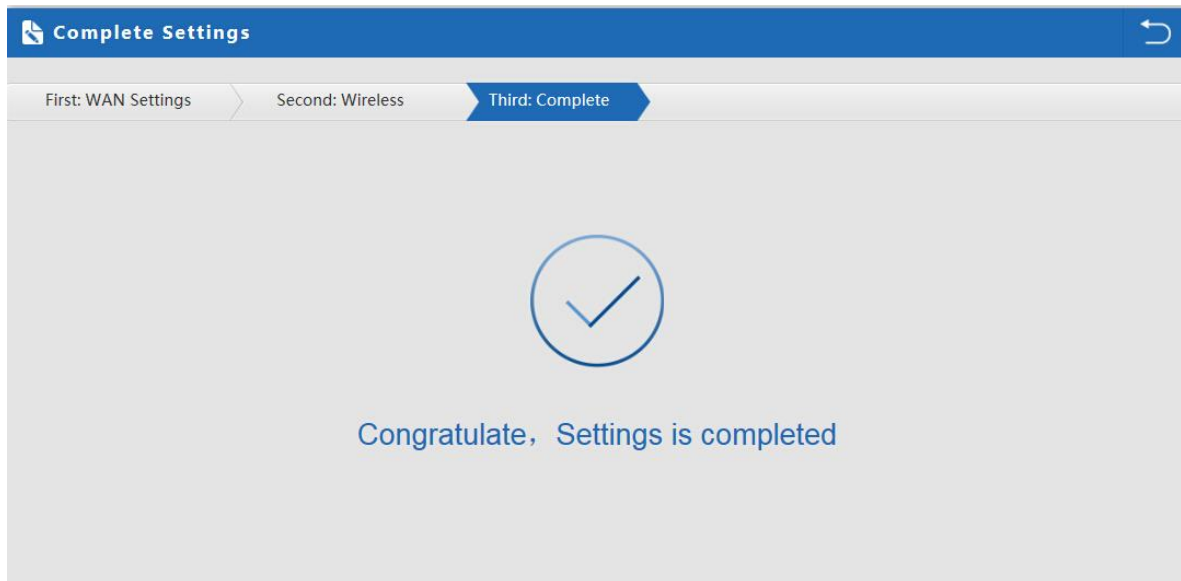 Complete Settings
First: WAN Settings Second: Wireless Third: Complete
Congratulate，Settings is completed